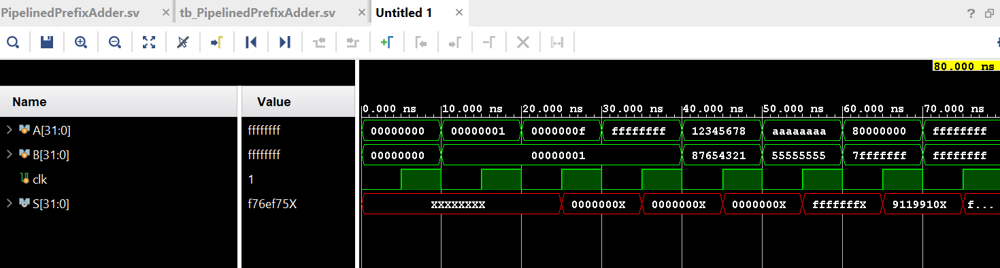 PipelinedPrefixAdder.sv × tb_PipelinedPrefixAdder.sv × Untitled 1 × ?
80.000 ns
Name Value 0.000 ns 10.000 ns 20.000 ns 30.000 ns 40.000 ns 50.000 ns 60.000 ns 70.000 ns
A[31:0] ffffffff 00000000 00000001 0000000f ffffffff 12345678 aaaaaaaa 80000000 ffffffff
B[31:0] ffffffff 00000000 00000001 87654321 55555555 7fffffff ffffffff
clk 1
S[31:0] f76ef75X XXXXXXXX 0000000X 0000000X 0000000X fffffffX 9119910X f...